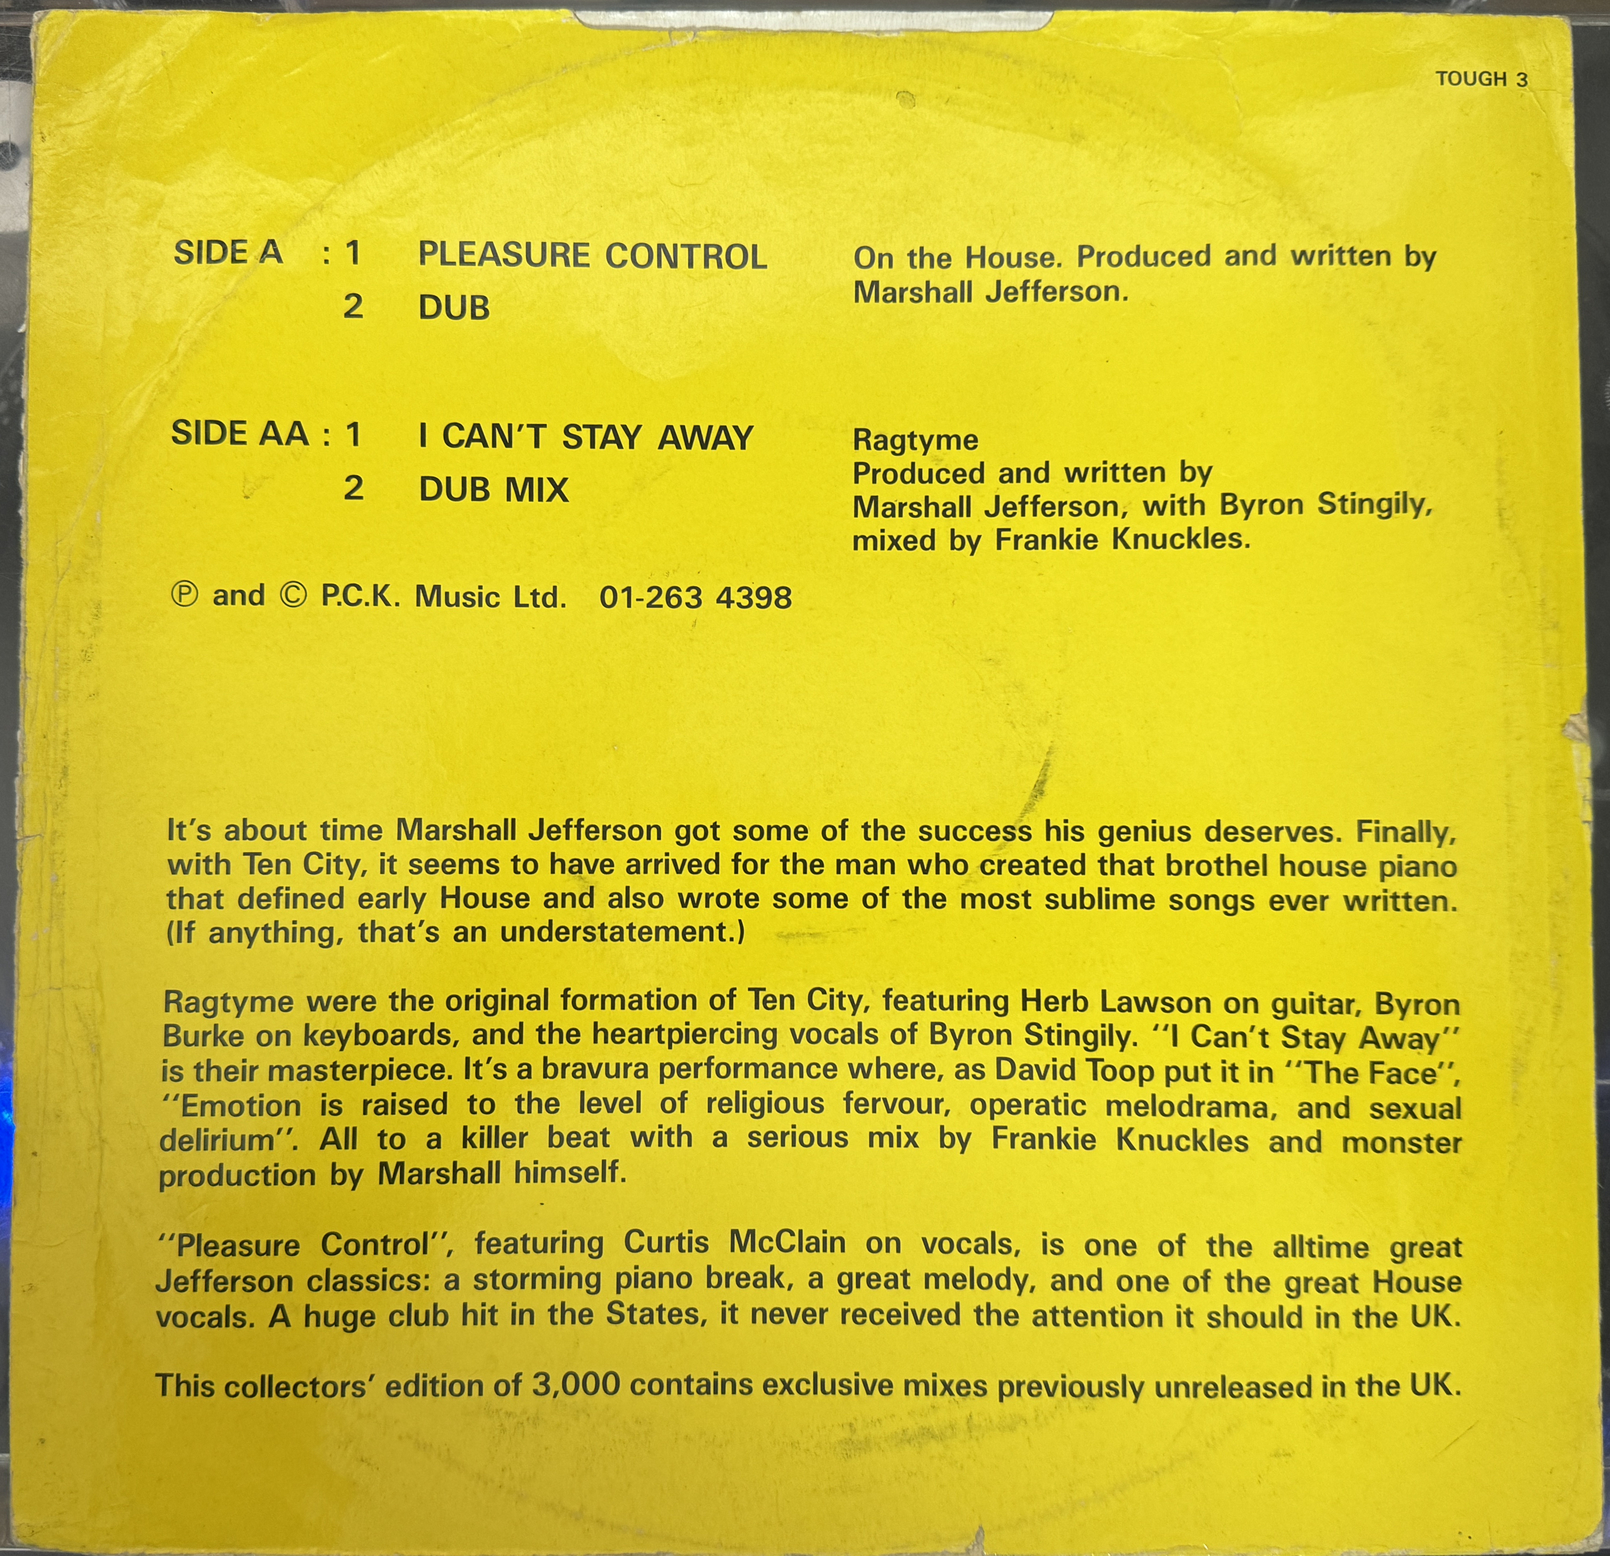 TOUGH 3
SIDE A : 1 PLEASURE CONTROL On the House. Produced and written by
Marshall Jefferson.
2 DUB
SIDE AA : 1 I CAN'T STAY AWAY Ragtyme
Produced and written by
2 DUB MIX Marshall Jefferson, with Byron Stingily,
mixed by Frankie Knuckles.
Ⓟ and © P.C.K. Music Ltd. 01-263 4398
It's about time Marshall Jefferson got some of the success his genius deserves. Finally,
with Ten City, it seems to have arrived for the man who created that brothel house piano
that defined early House and also wrote some of the most sublime songs ever written.
(If anything, that's an understatement.)
Ragtyme were the original formation of Ten City, featuring Herb Lawson on guitar, Byron
Burke on keyboards, and the heartpiercing vocals of Byron Stingily. "I Can't Stay Away"
is their masterpiece. It's a bravura performance where, as David Toop put it in "The Face",
"Emotion is raised to the level of religious fervour, operatic melodrama, and sexual
delirium". All to a killer beat with a serious mix by Frankie Knuckles and monster
production by Marshall himself.
"Pleasure Control", featuring Curtis McClain on vocals, is one of the alltime great
Jefferson classics: a storming piano break, a great melody, and one of the great House
vocals. A huge club hit in the States, it never received the attention it should in the UK.
This collectors' edition of 3,000 contains exclusive mixes previously unreleased in the UK.